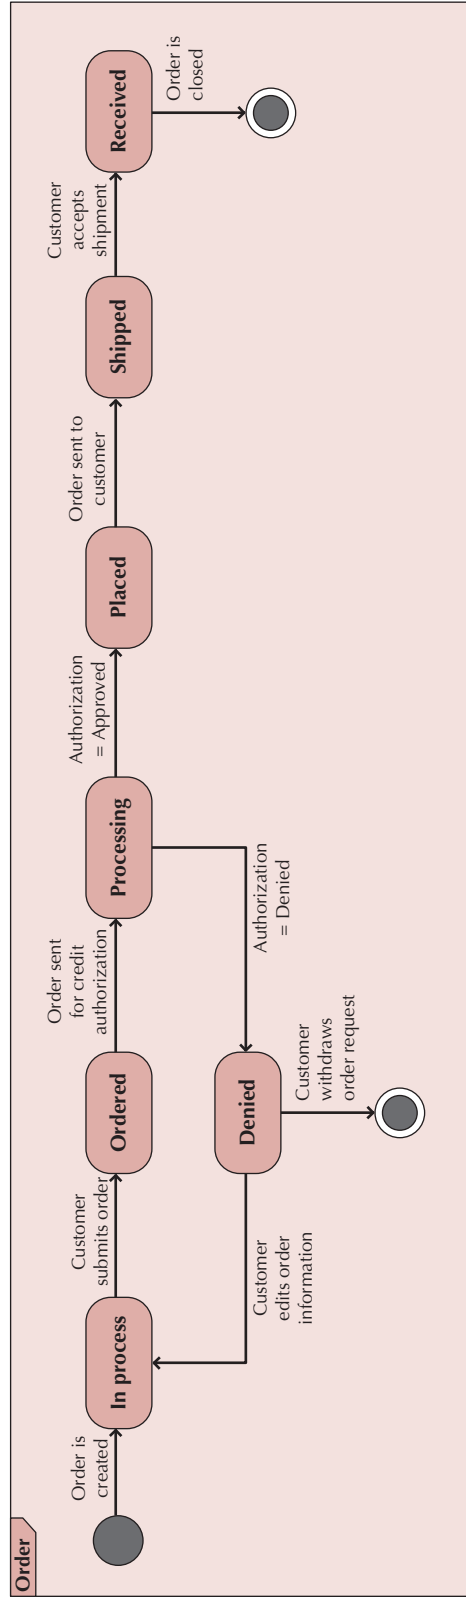 Order
Order is
created
In process
Customer
submits order
Ordered
Order sent
for credit
authorization
Processing
Authorization
= Approved
Placed
Order sent to
customer
Shipped
Customer
accepts
shipment
Received
Order is
closed
Authorization
= Denied
Denied
Customer
edits order
information
Customer
withdraws
order request